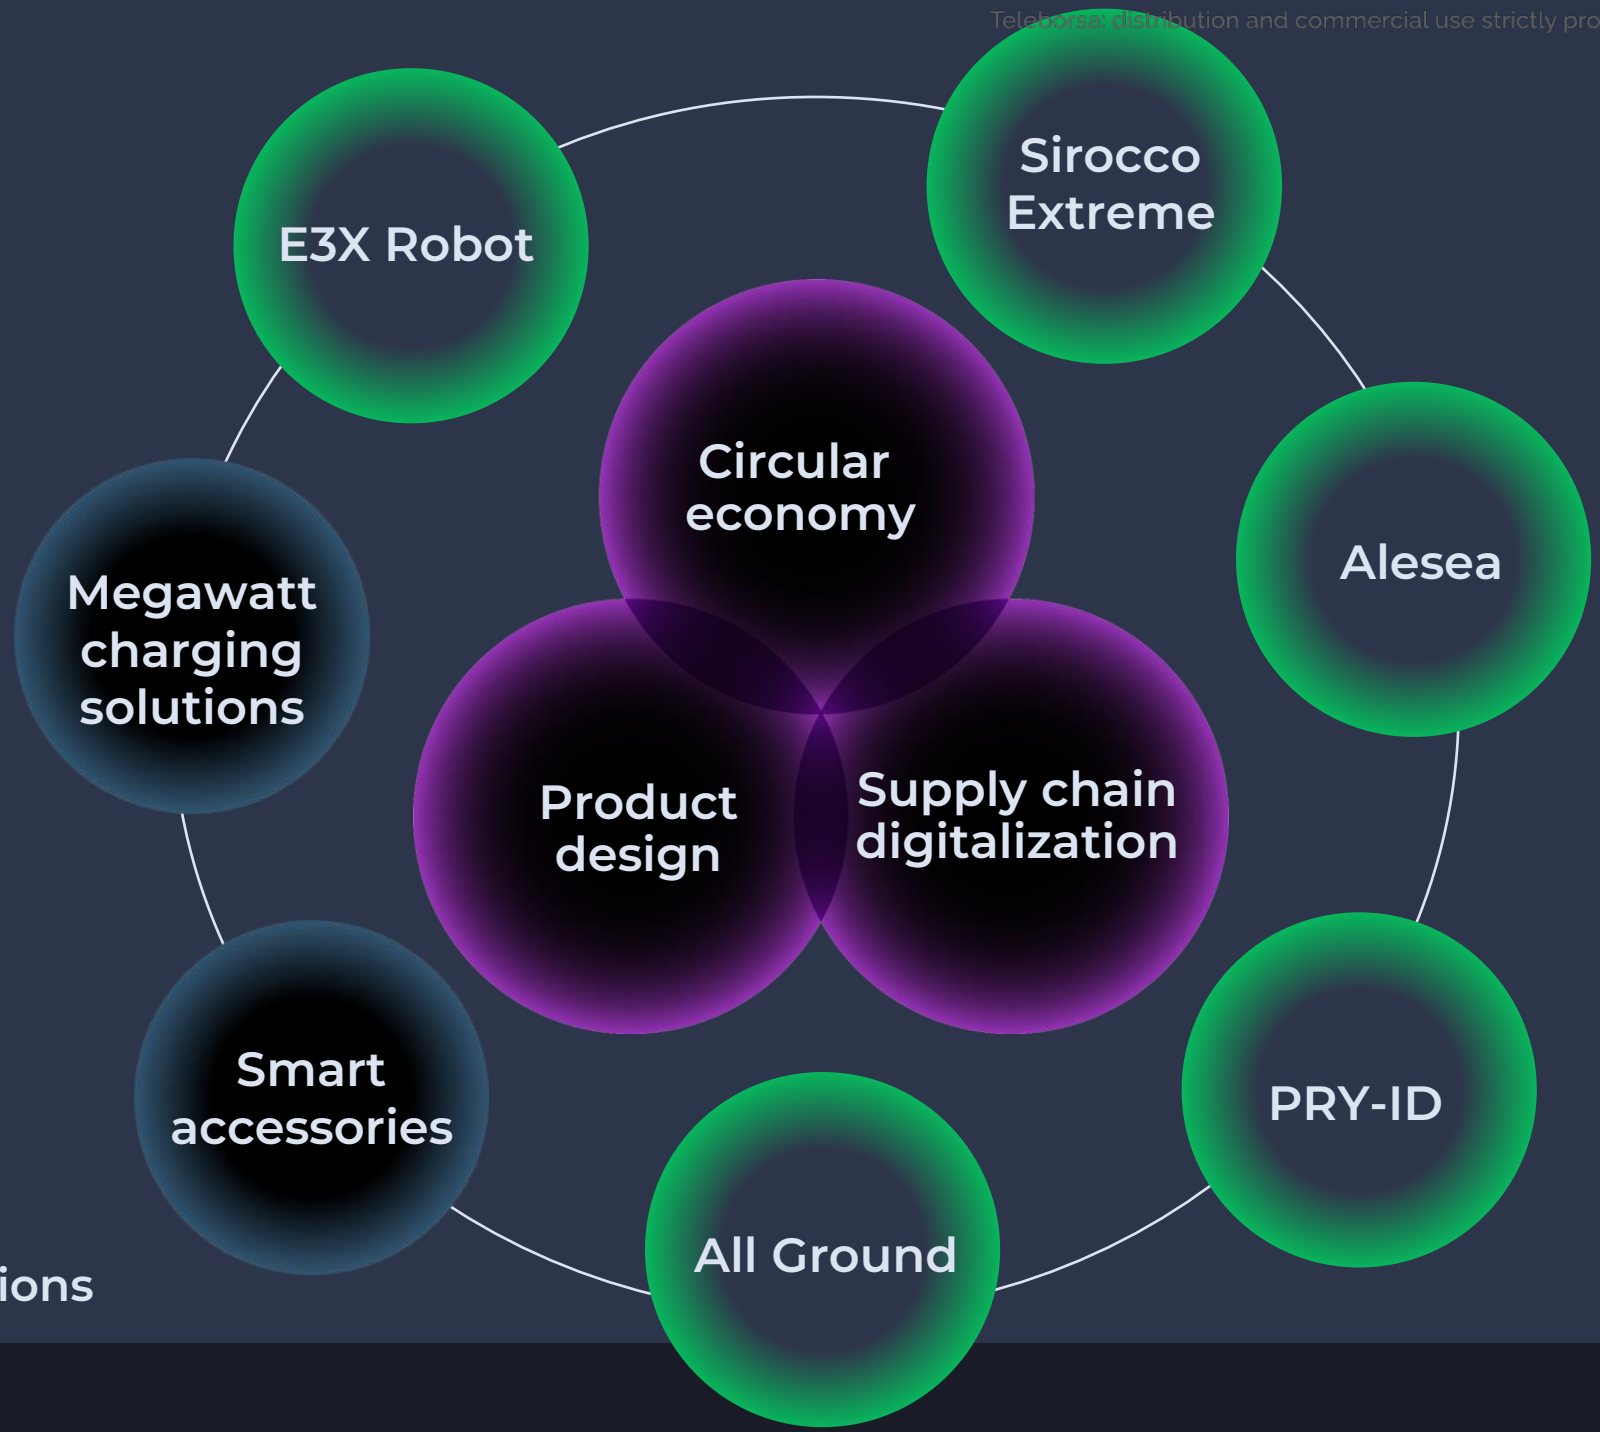 Teleborsa: distribution and commercial use strictly pro
Sirocco
Extreme
E3X Robot
Circular
economy
Alesea
Megawatt
charging
solutions
Product
design
Supply chain
digitalization
Smart
accessories
PRY-ID
All Ground
ions